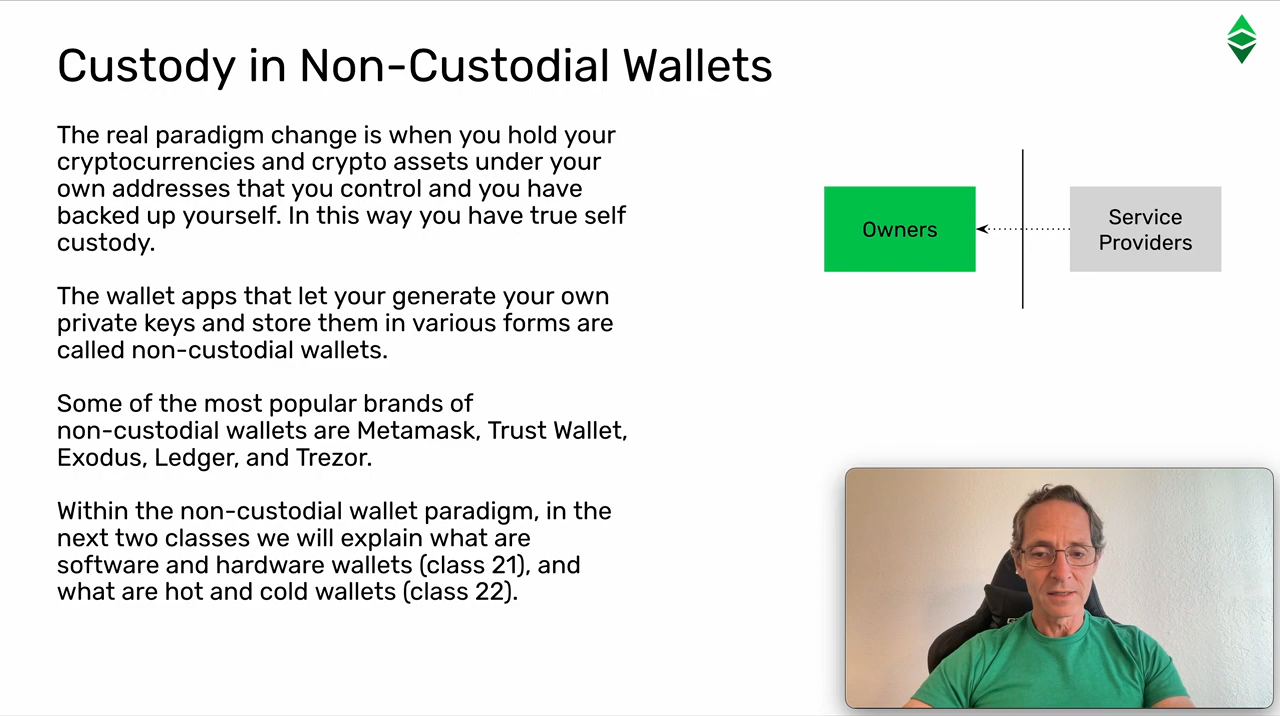 Custody in Non-Custodial Wallets
The real paradigm change is when you hold your
cryptocurrencies and crypto assets under your
own addresses that you control and you have
backed up yourself. In this way you have true self
custody.
The wallet apps that let your generate your own
private keys and store them in various forms are
called non-custodial wallets.
Some of the most popular brands of
non-custodial wallets are Metamask, Trust Wallet,
Exodus, Ledger, and Trezor.
Within the non-custodial wallet paradigm, in the
next two classes we will explain what are
software and hardware wallets (class 21), and
what are hot and cold wallets (class 22).
Owners
Service
Providers